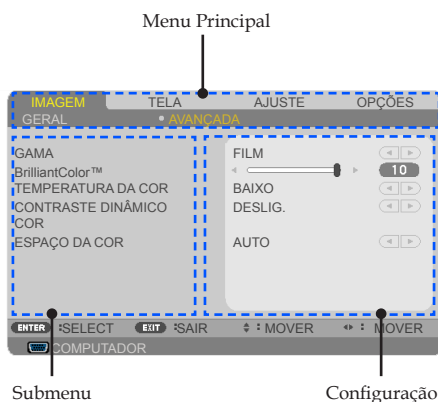 Menu Principal
IMAGEM TELA AJUSTE OPÇÕES
GERAL • AVANÇADA
GAMA FILM
BrilliantColor™ 10
TEMPERATURA DA COR BAIXO
CONTRASTE DINÂMICO DESLIG.
COR
ESPAÇO DA COR AUTO
ENTER :SELECT EXIT :SAIR : MOVER : MOVER
COMPUTADOR
Submenu Configuração